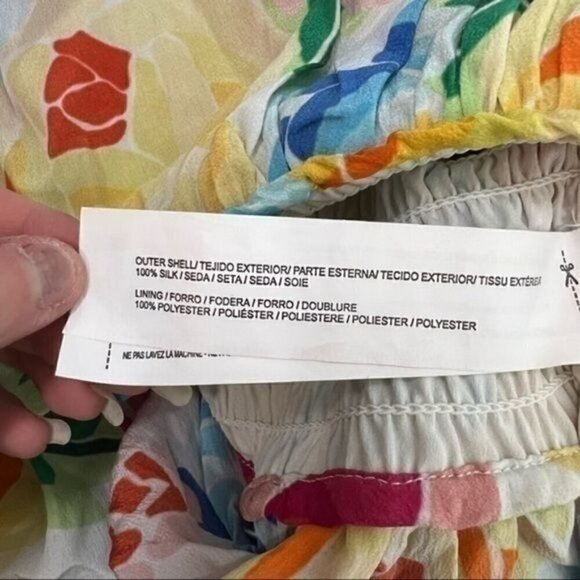 OUTER SHELL/ TEJIDO EXTERIOR/ PARTE ESTERNA/ TECIDO EXTERIOR/ TISSU EXTÉRIEUR
100% SILK / SEDA / SETA / SEDA / SOIE
LINING / FORRO / FODERA / FORRO / DOUBLURE
100% POLYESTER / POLIÉSTER / POLIESTERE / POLIESTER / POLYESTER
NE PAS LAVEZ LA MACHINE